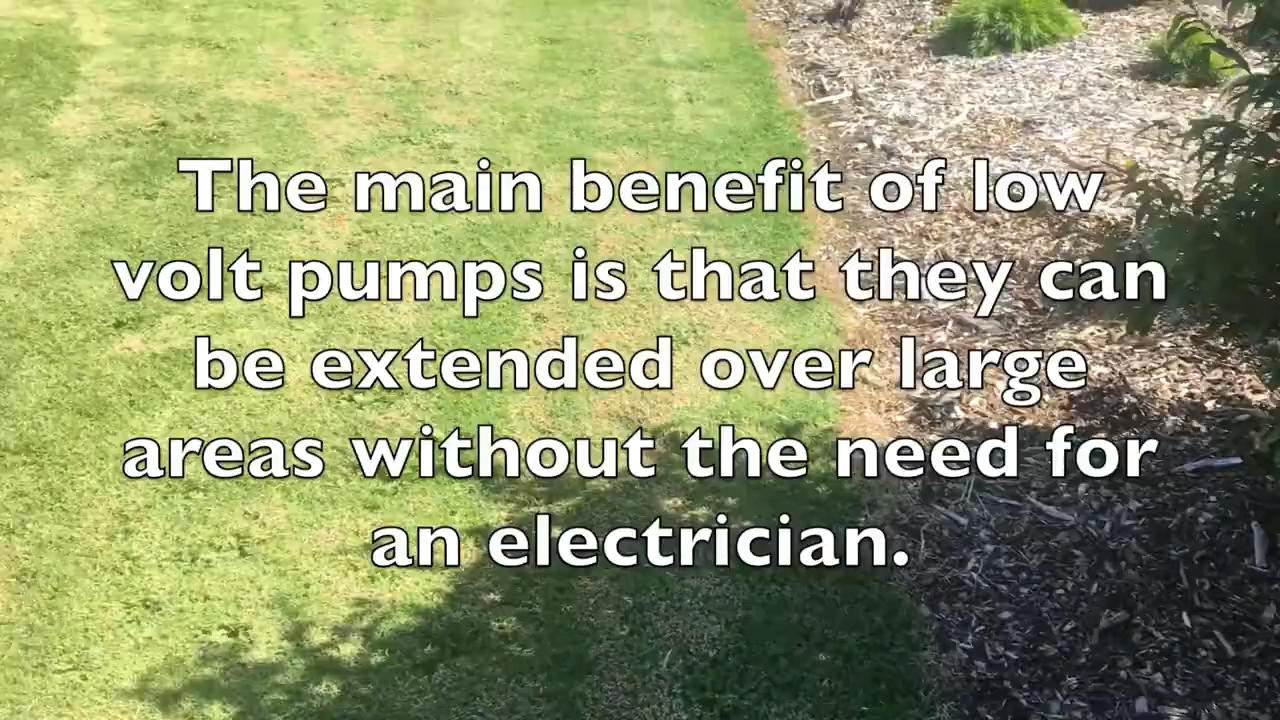 The main benefit of low
volt pumps is that they can
be extended over large
areas without the need for
an electrician.